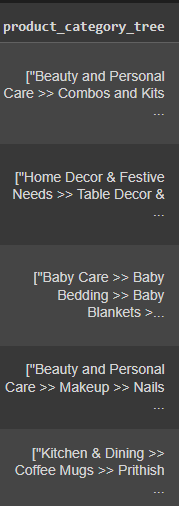 product_category_tree
["Beauty and Personal
Care >> Combos and Kits
...
["Home Decor & Festive
Needs >> Table Decor &
...
["Baby Care >> Baby
Bedding >> Baby
Blankets >...
["Beauty and Personal
Care >> Makeup >> Nails
...
["Kitchen & Dining >>
Coffee Mugs >> Prithish
...